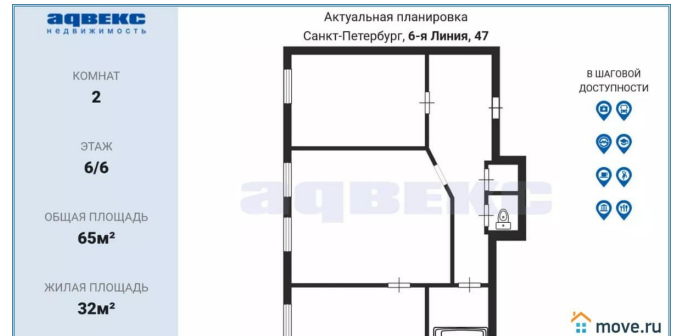 адвекс
недвижимость
КОМНАТ
2
ЭТАЖ
6/6
ОБЩАЯ ПЛОЩАДЬ
65м²
ЖИЛАЯ ПЛОЩАДЬ
32м²
Актуальная планировка
Санкт-Петербург, 6-я Линия, 47
адвекс
В ШАГОВОЙ
ДОСТУПНОСТИ
move.ru